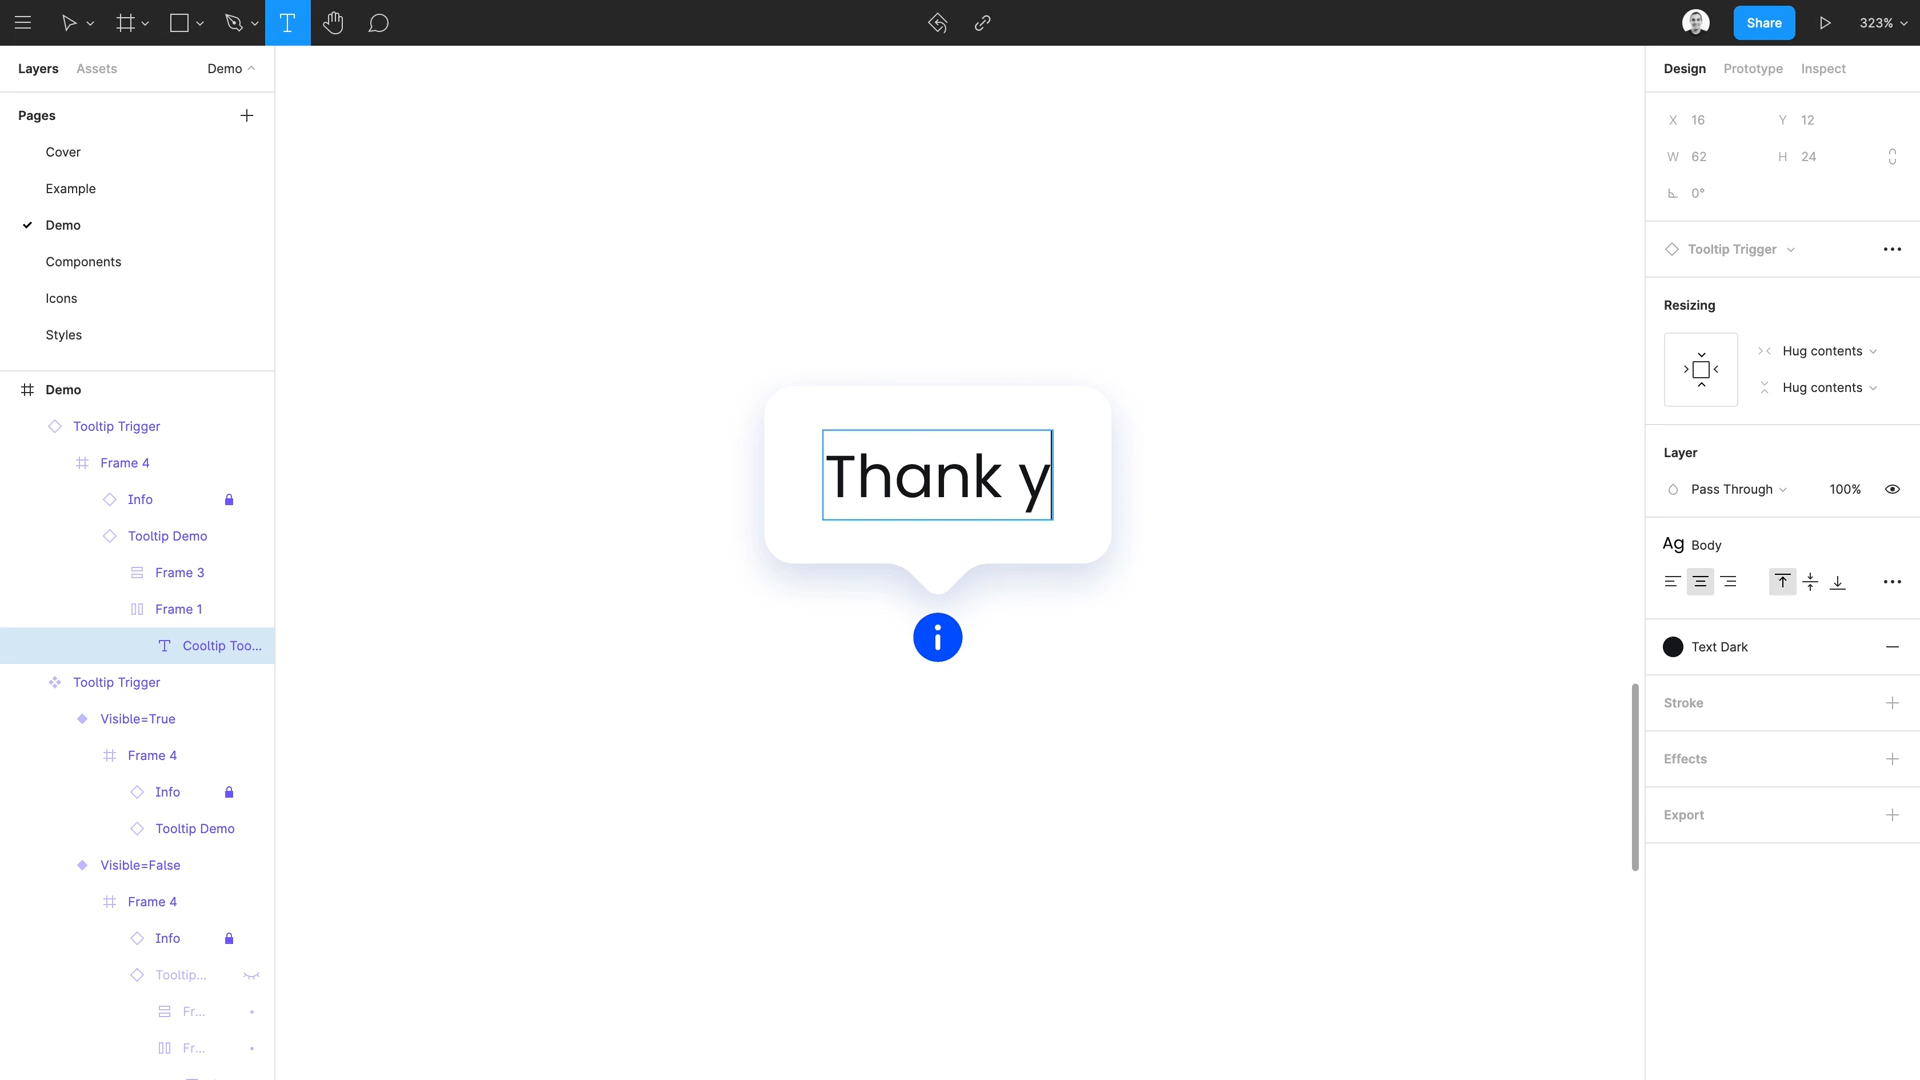 Share
323%
Layers
Assets
Demo
Design
Prototype
Inspect
Pages
Cover
Example
Demo
Components
Icons
Styles
Demo
Tooltip Trigger
Frame 4
Info
Tooltip Demo
Frame 3
Frame 1
Cooltip Too...
Tooltip Trigger
Visible=True
Frame 4
Info
Tooltip Demo
Visible=False
Frame 4
Info
Tooltip...
Fr...
Fr...
Thank y
X 16
Y 12
W 62
H 24
0°
Tooltip Trigger
Resizing
Hug contents
Hug contents
Layer
Pass Through
100%
Ag Body
Text Dark
Stroke
Effects
Export